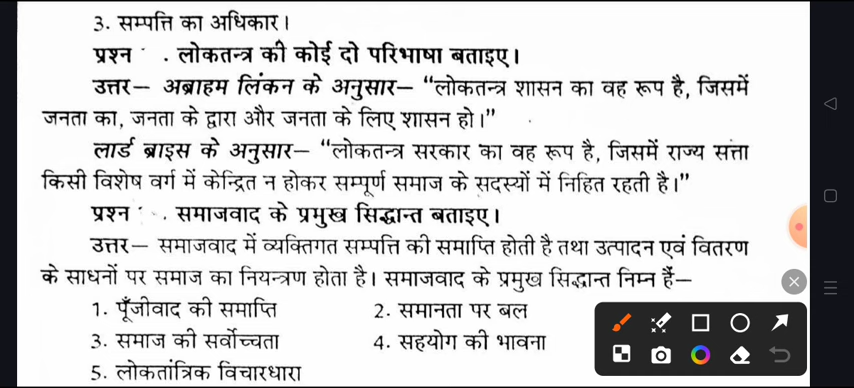 3. सम्पत्ति का अधिकार।
प्रश्न . लोकतन्त्र की कोई दो परिभाषा बताइए।
उत्तर— अब्राहम लिंकन के अनुसार— “लोकतन्त्र शासन का वह रूप है, जिसमें
जनता का, जनता के द्वारा और जनता के लिए शासन हो।”
लार्ड ब्राइस के अनुसार— “लोकतन्त्र सरकार का वह रूप है, जिसमें राज्य सत्ता
किसी विशेष वर्ग में केन्द्रित न होकर सम्पूर्ण समाज के सदस्यों में निहित रहती है।”
प्रश्न . समाजवाद के प्रमुख सिद्धान्त बताइए।
उत्तर— समाजवाद में व्यक्तिगत सम्पत्ति की समाप्ति होती है तथा उत्पादन एवं वितरण
के साधनों पर समाज का नियन्त्रण होता है। समाजवाद के प्रमुख सिद्धान्त निम्न हैं—
1. पूँजीवाद की समाप्ति 2. समानता पर बल
3. समाज की सर्वोच्चता 4. सहयोग की भावना
5. लोकतांत्रिक विचारधारा